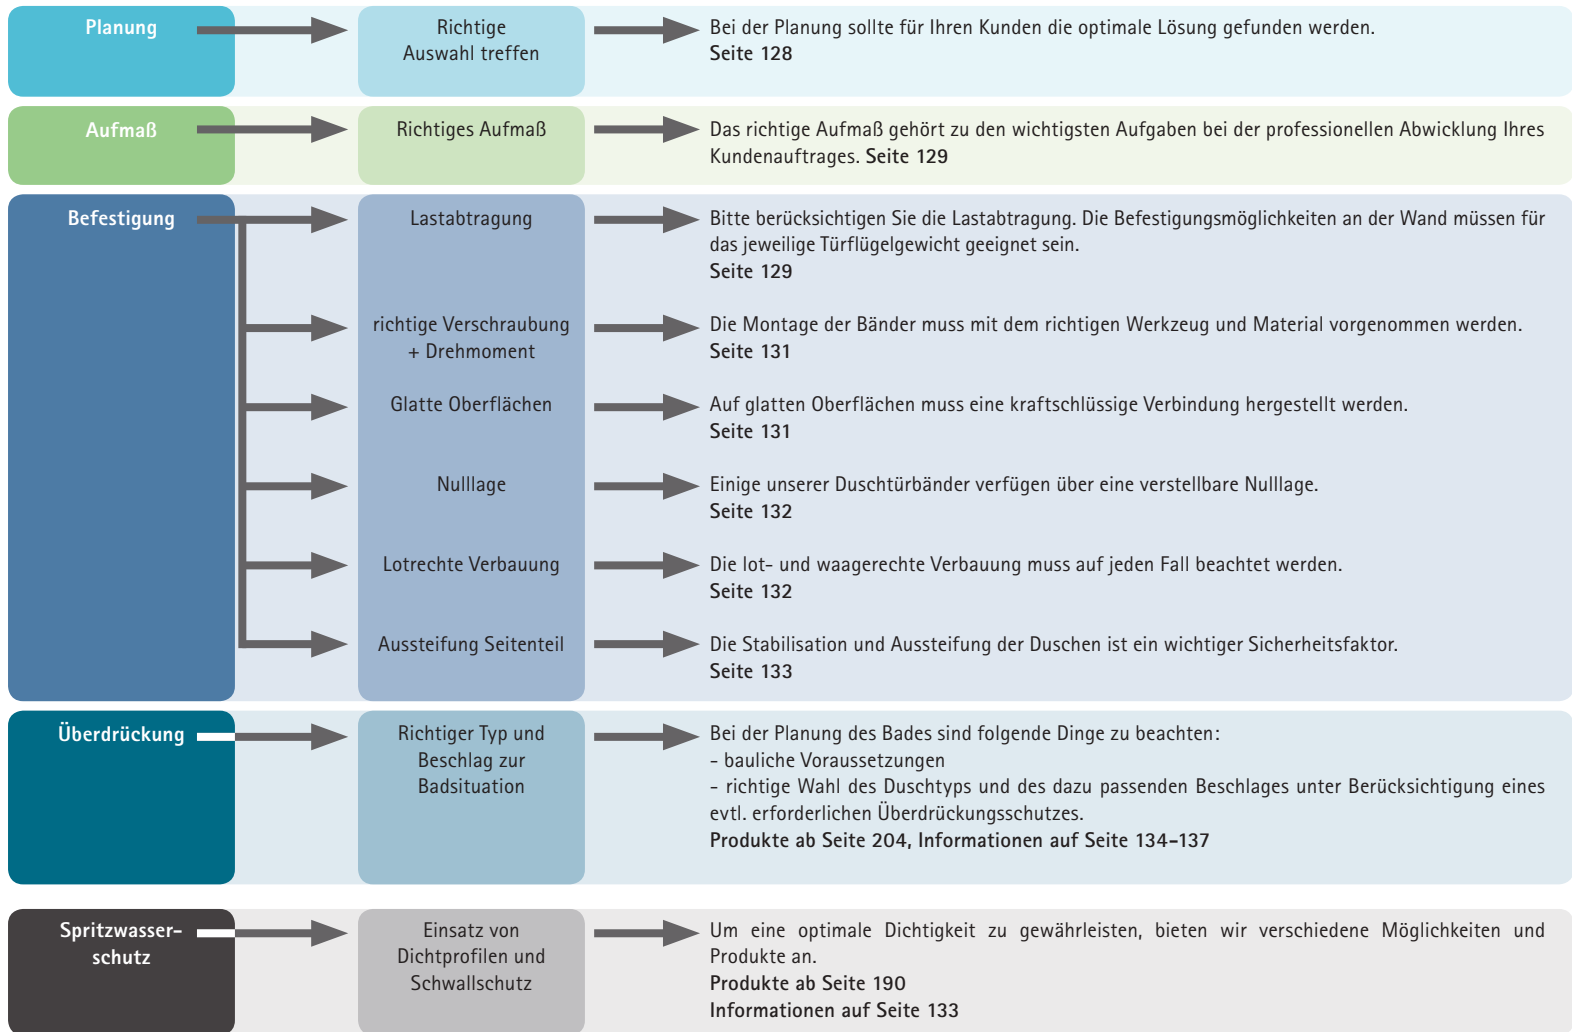 Planung
Richtige
Auswahl treffen
Bei der Planung sollte für Ihren Kunden die optimale Lösung gefunden werden.
Seite 128
Aufmaß
Richtiges Aufmaß
Das richtige Aufmaß gehört zu den wichtigsten Aufgaben bei der professionellen Abwicklung Ihres
Kundenauftrages. Seite 129
Befestigung
Lastabtragung
Bitte berücksichtigen Sie die Lastabtragung. Die Befestigungsmöglichkeiten an der Wand müssen für
das jeweilige Türflügelgewicht geeignet sein.
Seite 129
richtige Verschraubung
+ Drehmoment
Die Montage der Bänder muss mit dem richtigen Werkzeug und Material vorgenommen werden.
Seite 131
Glatte Oberflächen
Auf glatten Oberflächen muss eine kraftschlüssige Verbindung hergestellt werden.
Seite 131
Nulllage
Einige unserer Duschtürbänder verfügen über eine verstellbare Nulllage.
Seite 132
Lotrechte Verbauung
Die lot- und waagerechte Verbauung muss auf jeden Fall beachtet werden.
Seite 132
Aussteifung Seitenteil
Die Stabilisation und Aussteifung der Duschen ist ein wichtiger Sicherheitsfaktor.
Seite 133
Überdrückung
Richtiger Typ und
Beschlag zur
Badsituation
Bei der Planung des Bades sind folgende Dinge zu beachten:
- bauliche Voraussetzungen
- richtige Wahl des Duschtyps und des dazu passenden Beschlages unter Berücksichtigung eines
evtl. erforderlichen Überdrückungsschutzes.
Produkte ab Seite 204, Informationen auf Seite 134-137
Spritzwasser-
schutz
Einsatz von
Dichtprofilen und
Schwallschutz
Um eine optimale Dichtigkeit zu gewährleisten, bieten wir verschiedene Möglichkeiten und
Produkte an.
Produkte ab Seite 190
Informationen auf Seite 133